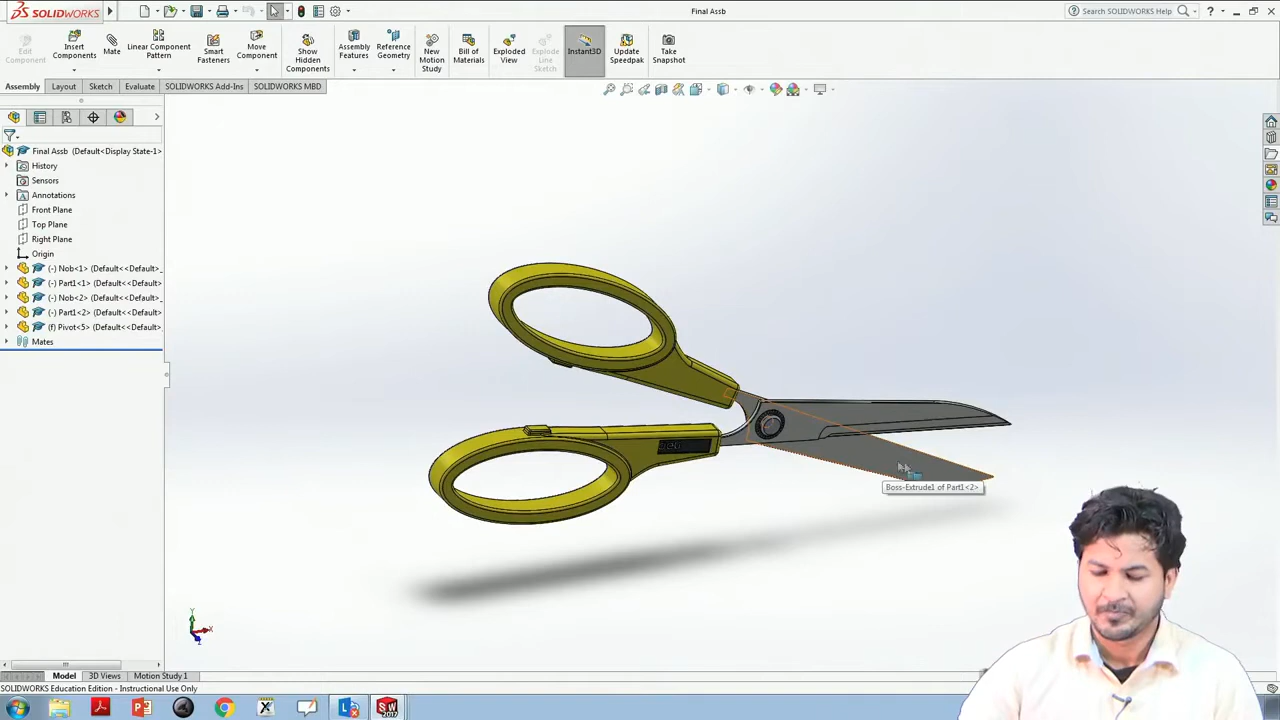 SOLIDWORKS
Final Assb
Search SOLIDWORKS Help
Edit Component
Insert Components
Mate
Linear Component Pattern
Smart Fasteners
Move Component
Show Hidden Components
Assembly Features
Reference Geometry
New Motion Study
Bill of Materials
Exploded View
Explode Line Sketch
Instant3D
Update Speedpak
Take Snapshot
Assembly
Layout
Sketch
Evaluate
SOLIDWORKS Add-Ins
SOLIDWORKS MBD
Final Assb (Default<Display State-1>
History
Sensors
Annotations
Front Plane
Top Plane
Right Plane
Origin
(-) Nob<1> (Default<<Default>_
(-) Part1<1> (Default<<Default>
(-) Nob<2> (Default<<Default>_
(-) Part1<2> (Default<<Default>
(f) Pivot<5> (Default<<Default>
Mates
Boss-Extrude1 of Part1<2>
Y
X
Z
Model
3D Views
Motion Study 1
SOLIDWORKS Education Edition - Instructional Use Only
SW
2017